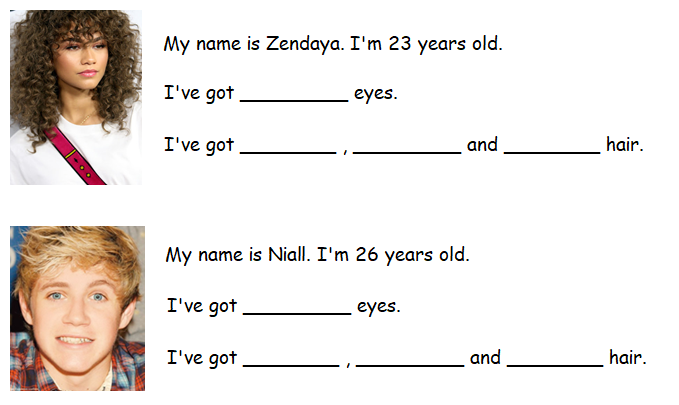 My name is Zendaya. I'm 23 years old.
I've got _________ eyes.
I've got ________ , _________ and ________ hair.
My name is Niall. I'm 26 years old.
I've got _________ eyes.
I've got ________ , _________ and ________ hair.